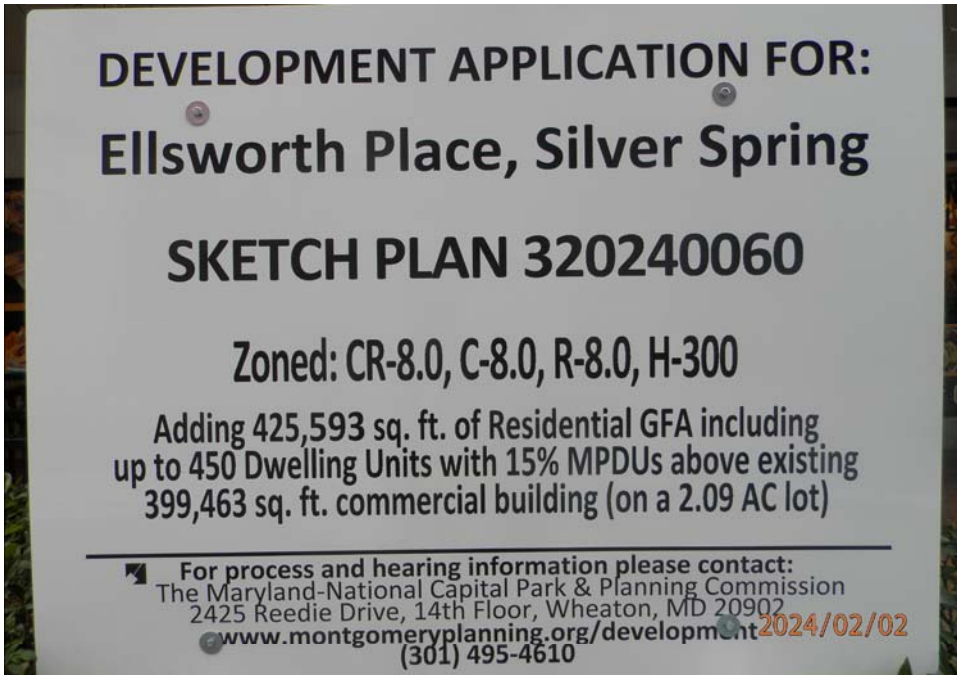 DEVELOPMENT APPLICATION FOR:
Ellsworth Place, Silver Spring
SKETCH PLAN 320240060
Zoned: CR-8.0, C-8.0, R-8.0, H-300
Adding 425,593 sq. ft. of Residential GFA including
up to 450 Dwelling Units with 15% MPDUs above existing
399,463 sq. ft. commercial building (on a 2.09 AC lot)
For process and hearing information please contact:
The Maryland-National Capital Park & Planning Commission
2425 Reedie Drive, 14th Floor, Wheaton, MD 20902
www.montgomeryplanning.org/development
2024/02/02
(301) 495-4610